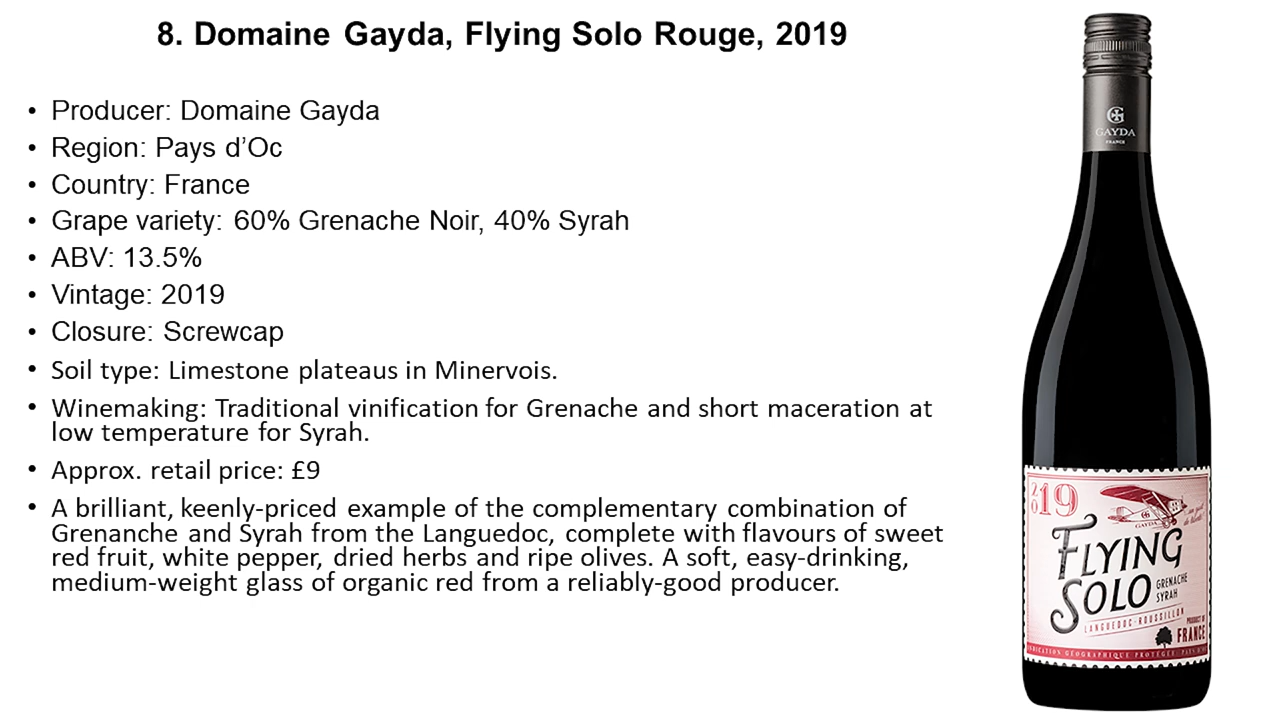 8. Domaine Gayda, Flying Solo Rouge, 2019
• Producer: Domaine Gayda
• Region: Pays d’Oc
• Country: France
• Grape variety: 60% Grenache Noir, 40% Syrah
• ABV: 13.5%
• Vintage: 2019
• Closure: Screwcap
• Soil type: Limestone plateaus in Minervois.
• Winemaking: Traditional vinification for Grenache and short maceration at
low temperature for Syrah.
• Approx. retail price: £9
• A brilliant, keenly-priced example of the complementary combination of
Grenanche and Syrah from the Languedoc, complete with flavours of sweet
red fruit, white pepper, dried herbs and ripe olives. A soft, easy-drinking,
medium-weight glass of organic red from a reliably-good producer.
G
GAYDA
FRANCE
2019
GAYDA
FLYING
SOLO
GRENACHE
SYRAH
LANGUEDOC-ROUSSILLON
PRODUCT OF
FRANCE
INDICATION GÉOGRAPHIQUE PROTÉGÉE